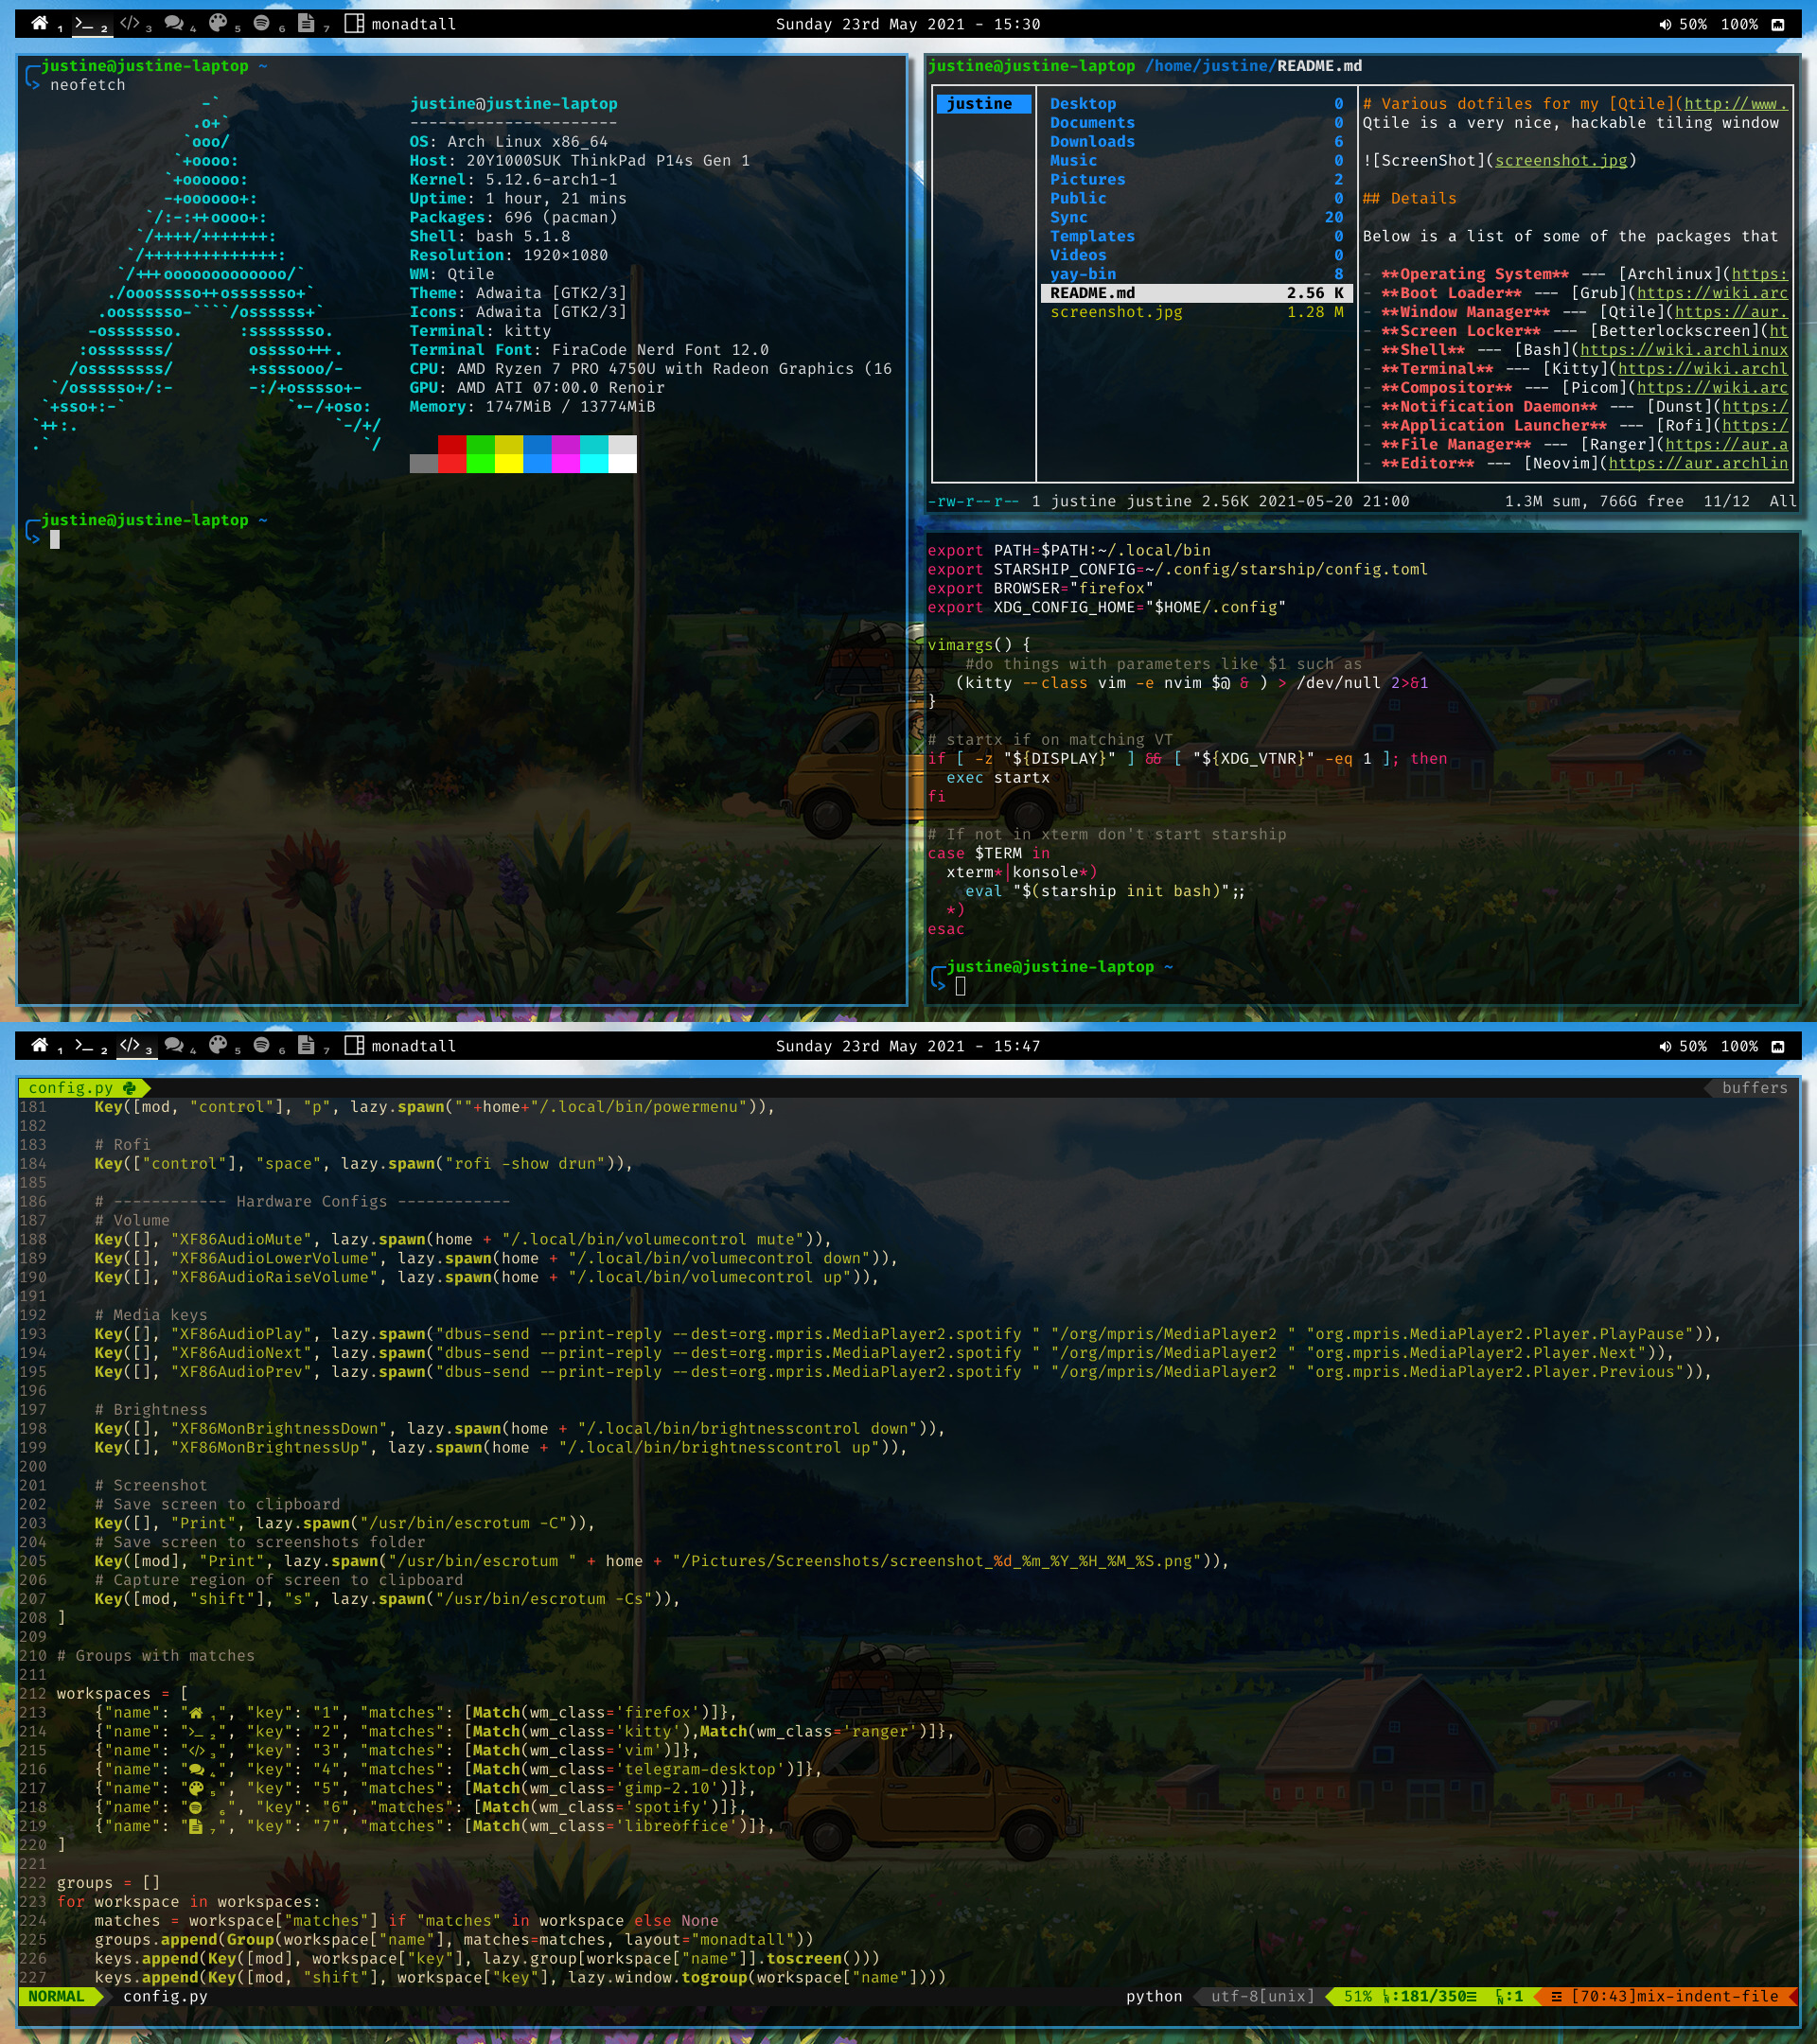 1 2 3 4 5 6 7 monadtall Sunday 23rd May 2021 - 15:30 50% 100%
justine@justine-laptop ~
neofetch
justine@justine-laptop
----------------------
OS: Arch Linux x86_64
Host: 20Y1000SUK ThinkPad P14s Gen 1
Kernel: 5.12.6-arch1-1
Uptime: 1 hour, 21 mins
Packages: 696 (pacman)
Shell: bash 5.1.8
Resolution: 1920×1080
WM: Qtile
Theme: Adwaita [GTK2/3]
Icons: Adwaita [GTK2/3]
Terminal: kitty
Terminal Font: FiraCode Nerd Font 12.0
CPU: AMD Ryzen 7 PRO 4750U with Radeon Graphics (16
GPU: AMD ATI 07:00.0 Renoir
Memory: 1747MiB / 13774MiB
justine@justine-laptop ~
justine@justine-laptop /home/justine/README.md
justine
Desktop 0
Documents 0
Downloads 6
Music 0
Pictures 2
Public 0
Sync 20
Templates 0
Videos 0
yay-bin 8
README.md 2.56 K
screenshot.jpg 1.28 M
# Various dotfiles for my [Qtile](http://www.
Qtile is a very nice, hackable tiling window
![ScreenShot](screenshot.jpg)
## Details
Below is a list of some of the packages that
- **Operating System** --- [Archlinux](https:
- **Boot Loader** --- [Grub](https://wiki.arc
- **Window Manager** --- [Qtile](https://aur.
- **Screen Locker** --- [Betterlockscreen](ht
- **Shell** --- [Bash](https://wiki.archlinux
- **Terminal** --- [Kitty](https://wiki.archl
- **Compositor** --- [Picom](https://wiki.arc
- **Notification Daemon** --- [Dunst](https:/
- **Application Launcher** --- [Rofi](https:/
- **File Manager** --- [Ranger](https://aur.a
- **Editor** --- [Neovim](https://aur.archlin
-rw-r--r-- 1 justine justine 2.56K 2021-05-20 21:00 1.3M sum, 766G free 11/12 All
export PATH=$PATH:~/.local/bin
export STARSHIP_CONFIG=~/.config/starship/config.toml
export BROWSER="firefox"
export XDG_CONFIG_HOME="$HOME/.config"
vimargs() {
#do things with parameters like $1 such as
(kitty --class vim -e nvim $@ & ) > /dev/null 2>&1
}
# startx if on matching VT
if [ -z "${DISPLAY}" ] && [ "${XDG_VTNR}" -eq 1 ]; then
exec startx
fi
# If not in xterm don't start starship
case $TERM in
xterm*|konsole*)
eval "$(starship init bash)";;
*)
esac
justine@justine-laptop ~
1 2 3 4 5 6 7 monadtall Sunday 23rd May 2021 - 15:47 50% 100%
config.py buffers
181 Key([mod, "control"], "p", lazy.spawn(""+home+"/.local/bin/powermenu")),
182
183 # Rofi
184 Key(["control"], "space", lazy.spawn("rofi -show drun")),
185
186 # ------------ Hardware Configs ------------
187 # Volume
188 Key([], "XF86AudioMute", lazy.spawn(home + "/.local/bin/volumecontrol mute")),
189 Key([], "XF86AudioLowerVolume", lazy.spawn(home + "/.local/bin/volumecontrol down")),
190 Key([], "XF86AudioRaiseVolume", lazy.spawn(home + "/.local/bin/volumecontrol up")),
191
192 # Media keys
193 Key([], "XF86AudioPlay", lazy.spawn("dbus-send --print-reply --dest=org.mpris.MediaPlayer2.spotify " "/org/mpris/MediaPlayer2 " "org.mpris.MediaPlayer2.Player.PlayPause")),
194 Key([], "XF86AudioNext", lazy.spawn("dbus-send --print-reply --dest=org.mpris.MediaPlayer2.spotify " "/org/mpris/MediaPlayer2 " "org.mpris.MediaPlayer2.Player.Next")),
195 Key([], "XF86AudioPrev", lazy.spawn("dbus-send --print-reply --dest=org.mpris.MediaPlayer2.spotify " "/org/mpris/MediaPlayer2 " "org.mpris.MediaPlayer2.Player.Previous")),
196
197 # Brightness
198 Key([], "XF86MonBrightnessDown", lazy.spawn(home + "/.local/bin/brightnesscontrol down")),
199 Key([], "XF86MonBrightnessUp", lazy.spawn(home + "/.local/bin/brightnesscontrol up")),
200
201 # Screenshot
202 # Save screen to clipboard
203 Key([], "Print", lazy.spawn("/usr/bin/escrotum -C")),
204 # Save screen to screenshots folder
205 Key([mod], "Print", lazy.spawn("/usr/bin/escrotum " + home + "/Pictures/Screenshots/screenshot_%d_%m_%Y_%H_%M_%S.png")),
206 # Capture region of screen to clipboard
207 Key([mod, "shift"], "s", lazy.spawn("/usr/bin/escrotum -Cs")),
208 ]
209
210 # Groups with matches
211
212 workspaces = [
213 {"name": " ₁", "key": "1", "matches": [Match(wm_class='firefox')]},
214 {"name": " ₂", "key": "2", "matches": [Match(wm_class='kitty'),Match(wm_class='ranger')]},
215 {"name": " ₃", "key": "3", "matches": [Match(wm_class='vim')]},
216 {"name": " ₄", "key": "4", "matches": [Match(wm_class='telegram-desktop')]},
217 {"name": " ₅", "key": "5", "matches": [Match(wm_class='gimp-2.10')]},
218 {"name": " ₆", "key": "6", "matches": [Match(wm_class='spotify')]},
219 {"name": " ₇", "key": "7", "matches": [Match(wm_class='libreoffice')]},
220 ]
221
222 groups = []
223 for workspace in workspaces:
224 matches = workspace["matches"] if "matches" in workspace else None
225 groups.append(Group(workspace["name"], matches=matches, layout="monadtall"))
226 keys.append(Key([mod], workspace["key"], lazy.group[workspace["name"]].toscreen()))
227 keys.append(Key([mod, "shift"], workspace["key"], lazy.window.togroup(workspace["name"])))
NORMAL config.py python utf-8[unix] 51% :181/350 :1 [70:43]mix-indent-file